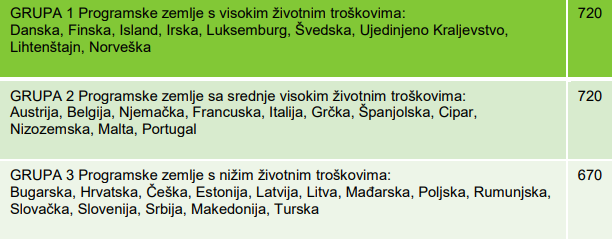 GRUPA 1 Programske zemlje s visokim životnim troškovima: 720
Danska, Finska, Island, Irska, Luksemburg, Švedska, Ujedinjeno Kraljevstvo,
Lihtenštajn, Norveška
GRUPA 2 Programske zemlje sa srednje visokim životnim troškovima: 720
Austrija, Belgija, Njemačka, Francuska, Italija, Grčka, Španjolska, Cipar,
Nizozemska, Malta, Portugal
GRUPA 3 Programske zemlje s nižim životnim troškovima: 670
Bugarska, Hrvatska, Češka, Estonija, Latvija, Litva, Mađarska, Poljska, Rumunjska,
Slovačka, Slovenija, Srbija, Makedonija, Turska